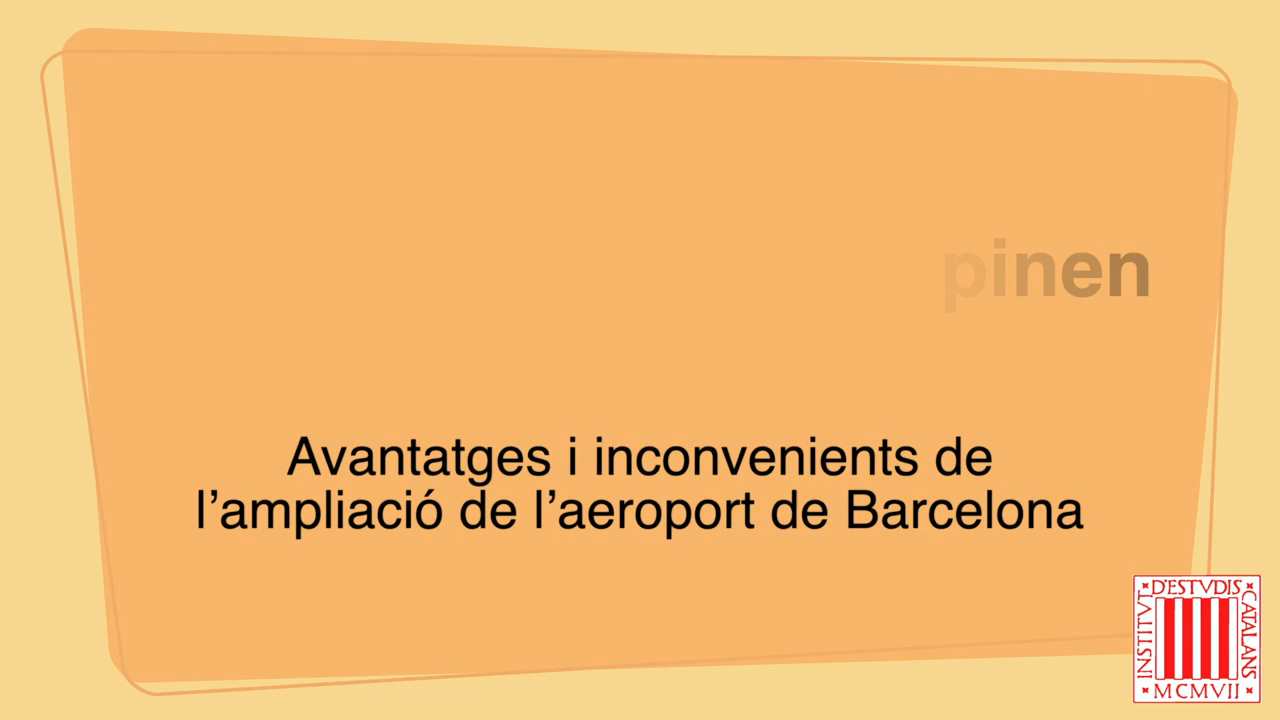 pinen
Avantatges i inconvenients de
l'ampliació de l'aeroport de Barcelona
INSTITVT D'ESTVDIS CATALANS
MCMVII